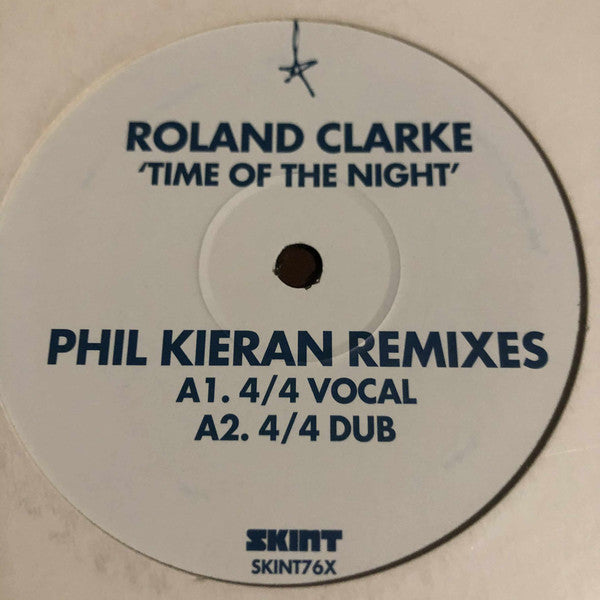 ROLAND CLARKE
'TIME OF THE NIGHT'
PHIL KIERAN REMIXES
A1. 4/4 VOCAL
A2. 4/4 DUB
SKINT
SKINT76X